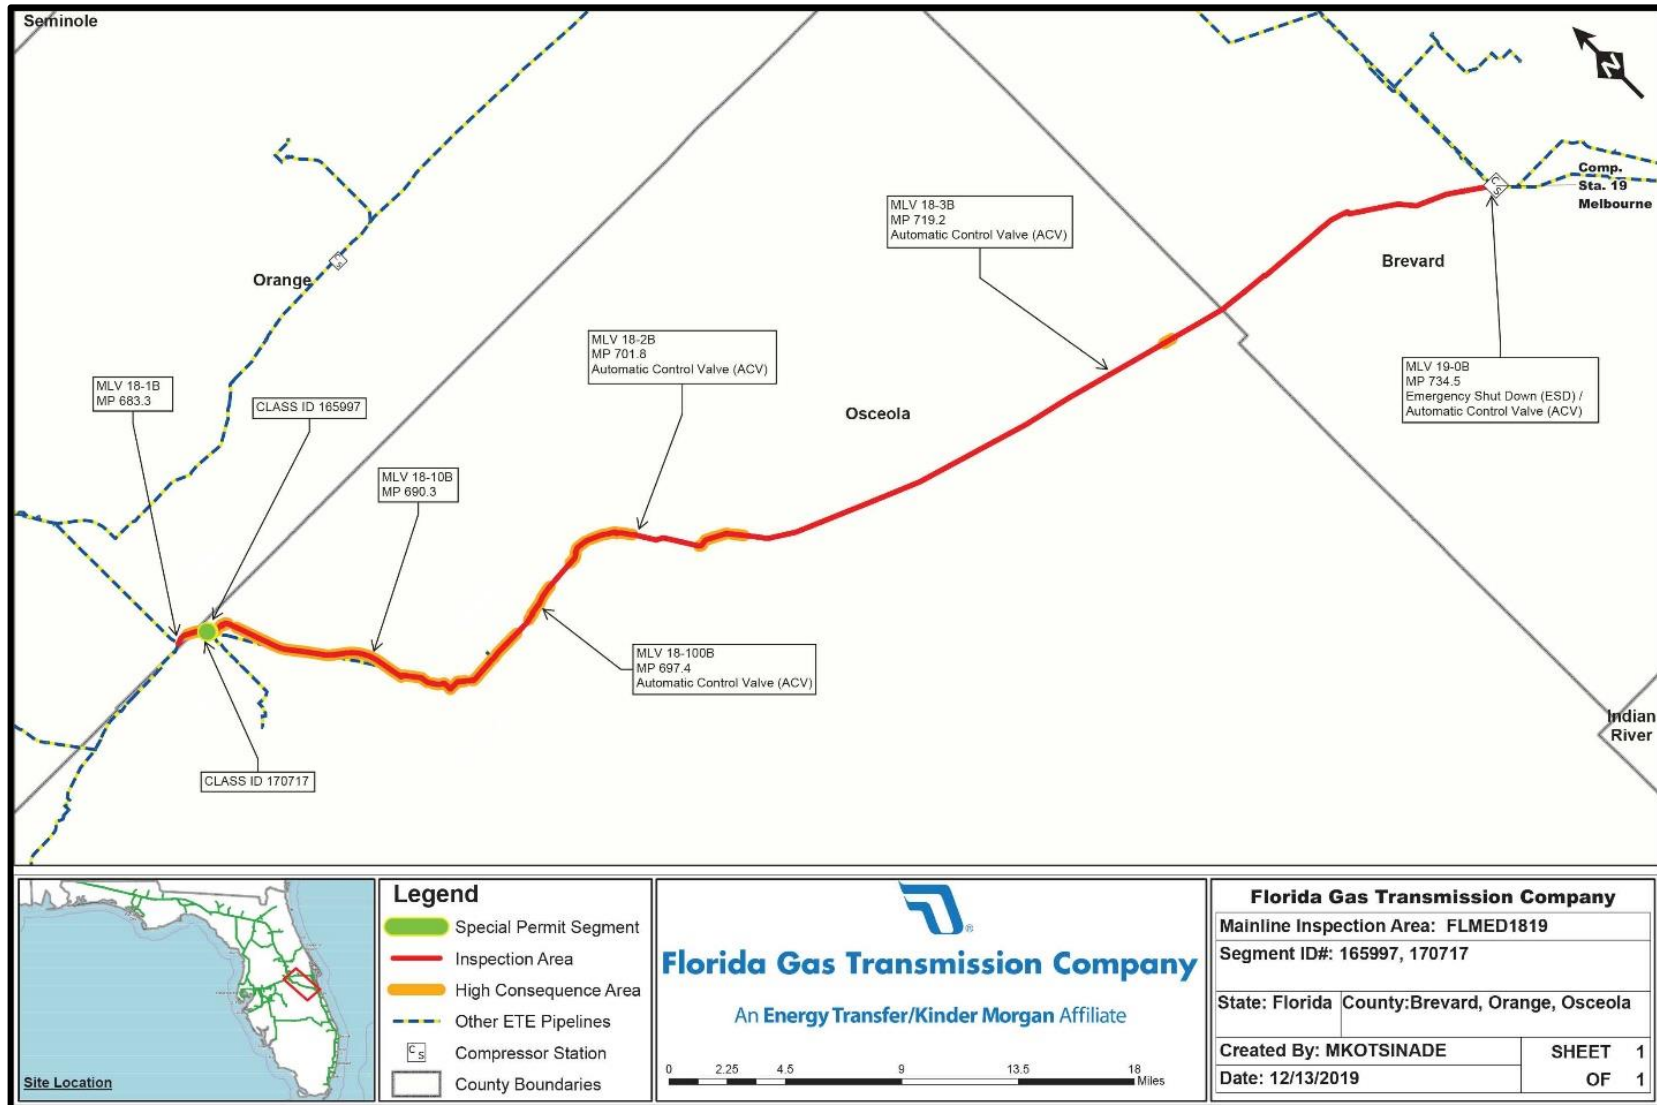 Seminole
N
Comp.
Sta. 19
Melbourne
MLV 18-3B
MP 719.2
Automatic Control Valve (ACV)
Brevard
Orange
CS
CS
MLV 18-2B
MP 701.8
Automatic Control Valve (ACV)
MLV 19-0B
MP 734.5
Emergency Shut Down (ESD) /
Automatic Control Valve (ACV)
MLV 18-1B
MP 683.3
CLASS ID 165997
Osceola
MLV 18-10B
MP 690.3
MLV 18-100B
MP 697.4
Automatic Control Valve (ACV)
Indian
River
CLASS ID 170717
Site Location
Legend
Special Permit Segment
Inspection Area
High Consequence Area
Other ETE Pipelines
CS
Compressor Station
County Boundaries
®
Florida Gas Transmission Company
An Energy Transfer/Kinder Morgan Affiliate
0 2.25 4.5 9 13.5 18
Miles
Florida Gas Transmission Company
Mainline Inspection Area: FLMED1819
Segment ID#: 165997, 170717
State: Florida County:Brevard, Orange, Osceola
Created By: MKOTSINADE SHEET 1
Date: 12/13/2019 OF 1